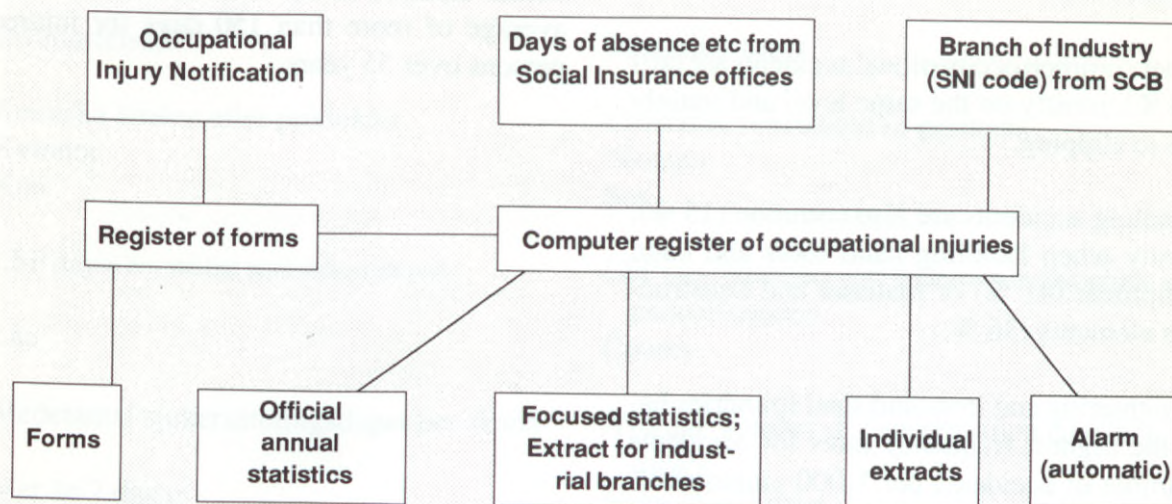 Occupational
Injury Notification
Days of absence etc from
Social Insurance offices
Branch of Industry
(SNI code) from SCB
Register of forms
Computer register of occupational injuries
Forms
Official
annual
statistics
Focused statistics;
Extract for indust-
rial branches
Individual
extracts
Alarm
(automatic)